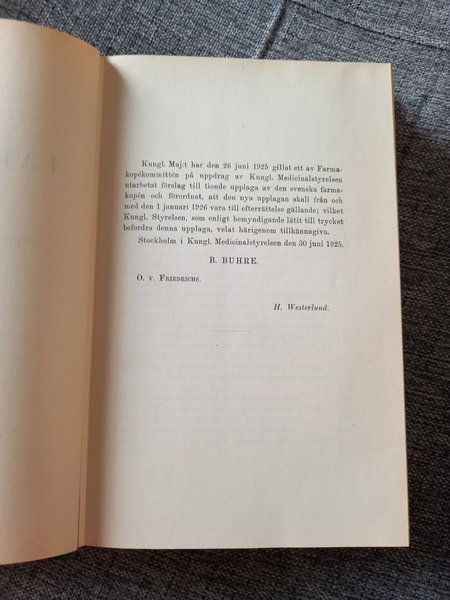 Kungl. Maj:t har den 26 juni 1925 gillat ett av Farma-
kopékommittén på uppdrag av Kungl. Medicinalstyrelsen
utarbetat förslag till tionde upplaga av den svenska farma-
kopén och förordnat, att den nya upplagan skall från och
med den 1 januari 1926 vara till efterrättelse gällande; vilket
Kungl. Styrelsen, som enligt bemyndigande låtit till trycket
befordra denna upplaga, velat härigenom tillkännagiva.
Stockholm i Kungl. Medicinalstyrelsen den 30 juni 1925.
B. BUHRE.
O. v. FRIEDRICHS.
H. Westerlund.